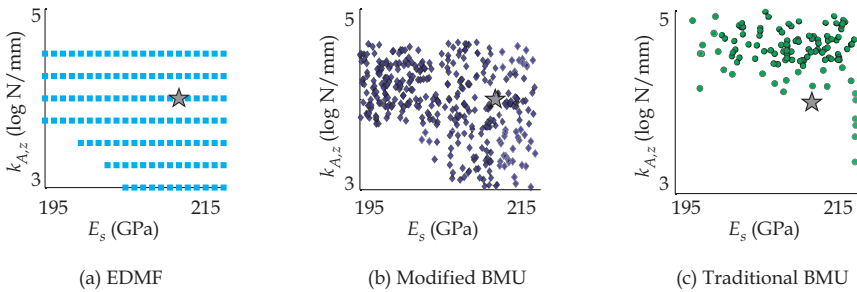 5
k_{A,z} (log N/mm)
3
195
215
E_s (GPa)
(a) EDMF
5
k_{A,z} (log N/mm)
3
195
215
E_s (GPa)
(b) Modified BMU
5
k_{A,z} (log N/mm)
3
195
215
E_s (GPa)
(c) Traditional BMU